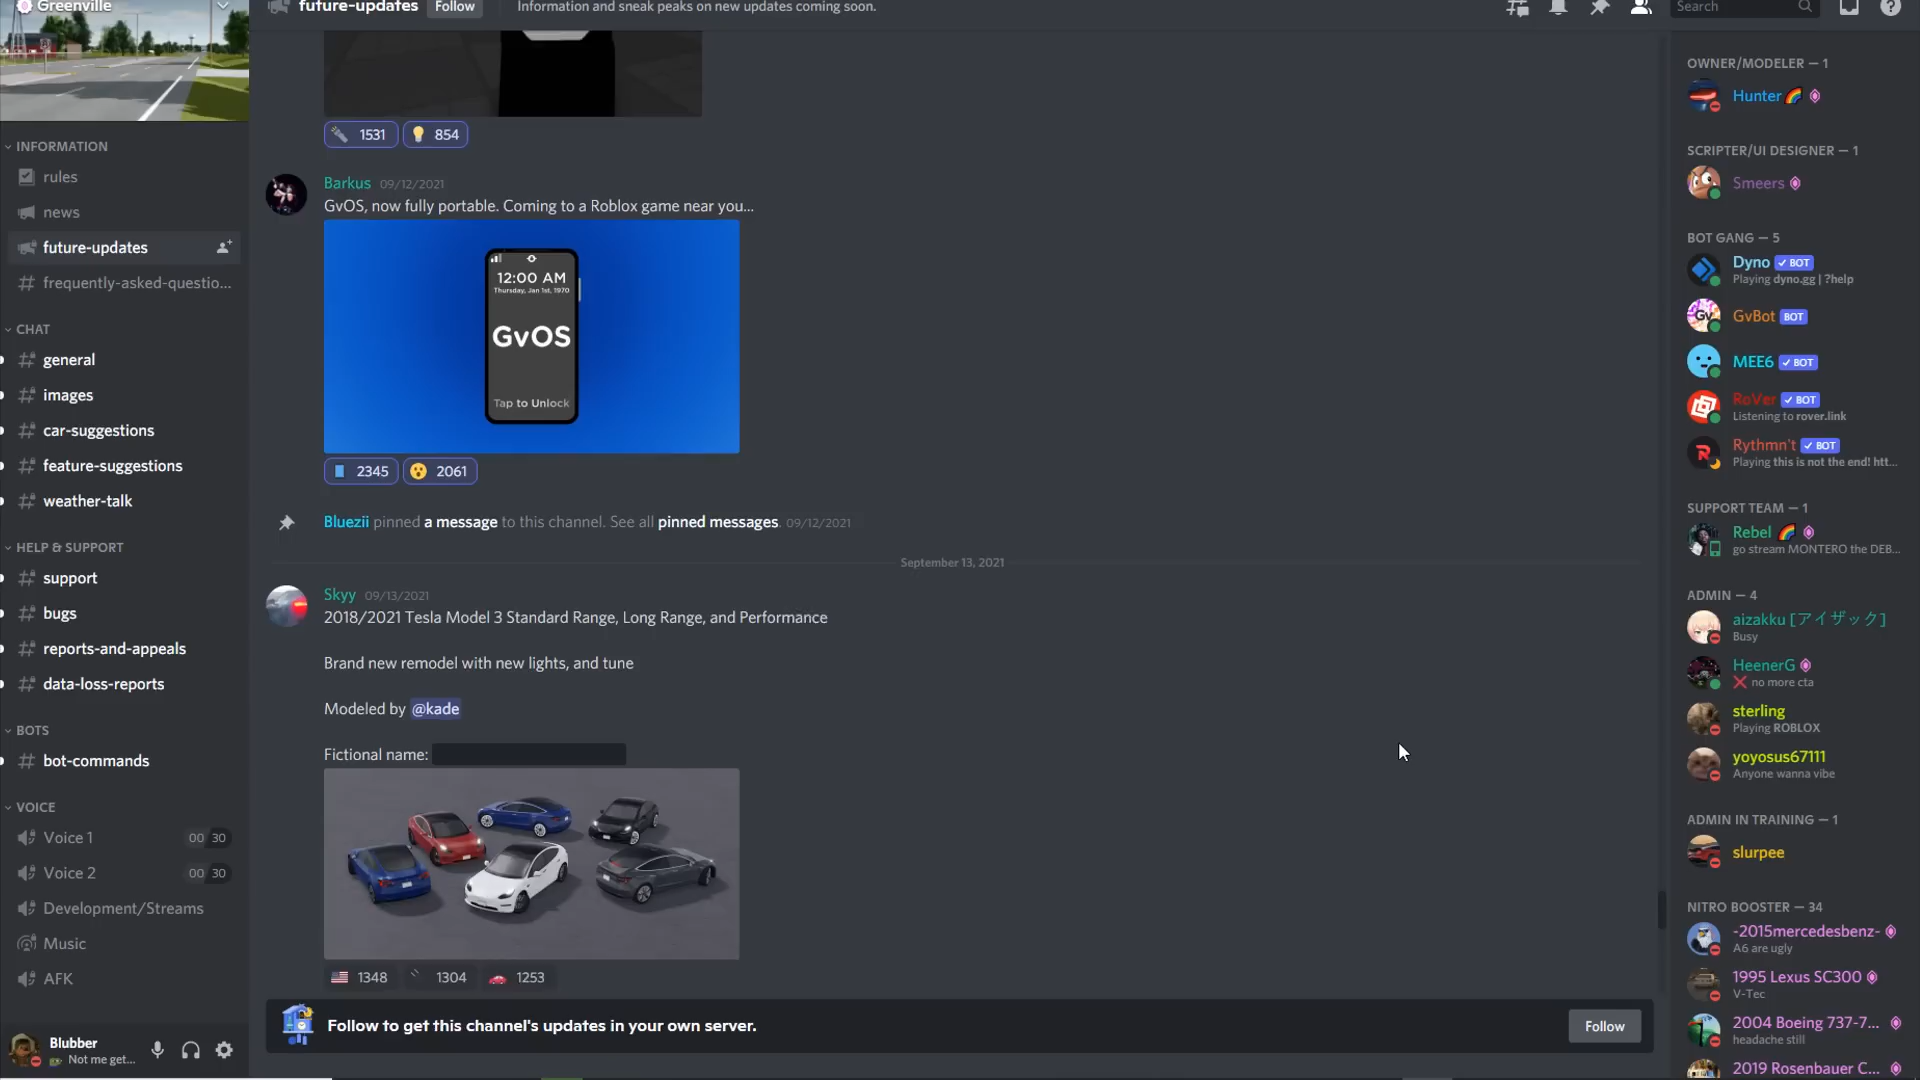 Greenville
INFORMATION
rules
news
future-updates
frequently-asked-questio...
CHAT
general
images
car-suggestions
feature-suggestions
weather-talk
HELP & SUPPORT
support
bugs
reports-and-appeals
data-loss-reports
BOTS
bot-commands
VOICE
Voice 1 00 30
Voice 2 00 30
Development/Streams
Music
AFK
Blubber
Not me get...
future-updates Follow Information and sneak peaks on new updates coming soon.
Search
1531 854
Barkus 09/12/2021
GvOS, now fully portable. Coming to a Roblox game near you...
12:00 AM
Thursday, Jan 1st, 1970
GvOS
Tap to Unlock
2345 2061
Bluezii pinned a message to this channel. See all pinned messages. 09/12/2021
September 13, 2021
Skyy 09/13/2021
2018/2021 Tesla Model 3 Standard Range, Long Range, and Performance
Brand new remodel with new lights, and tune
Modeled by @kade
Fictional name:
1348 1304 1253
Follow to get this channel's updates in your own server.
Follow
OWNER/MODELER — 1
Hunter
SCRIPTER/UI DESIGNER — 1
Smeers
BOT GANG — 5
Dyno BOT
Playing dyno.gg | ?help
GvBot BOT
MEE6 BOT
RoVer BOT
Listening to rover.link
Rythmn't BOT
Playing this is not the end! htt...
SUPPORT TEAM — 1
Rebel
go stream MONTERO the DEB...
ADMIN — 4
aizakku [アイザック]
Busy
HeenerG
no more cta
sterling
Playing ROBLOX
yoyosus67111
Anyone wanna vibe
ADMIN IN TRAINING — 1
slurpee
NITRO BOOSTER — 34
-2015mercedesbenz-
A6 are ugly
1995 Lexus SC300
V-Tec
2004 Boeing 737-7...
headache still
2019 Rosenbauer C...